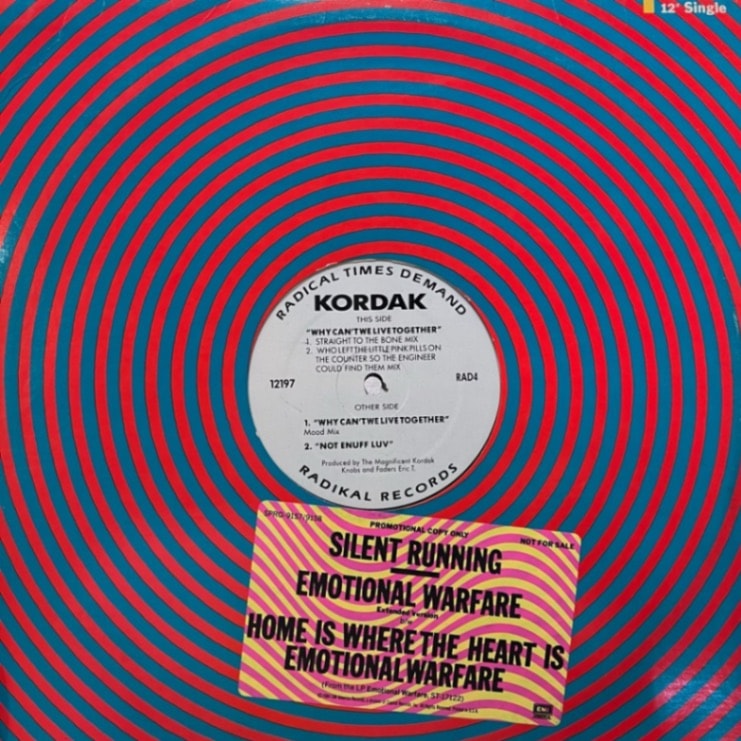 12" Single
RADICAL TIMES DEMAND
KORDAK
THIS SIDE
"WHY CAN'T WE LIVE TOGETHER"
1. STRAIGHT TO THE BONE MIX
2. WHO LEFT THE LITTLE PINK PILLS ON
THE COUNTER SO THE ENGINEER
COULD FIND THEM MIX
12197
RAD4
OTHER SIDE
1. "WHY CAN'T WE LIVE TOGETHER"
Mood Mix
2. "NOT ENUFF LUV"
Produced by The Magnificent Kordak
Knobs and Faders Eric T.
RADIKAL RECORDS
SPRO-9157/9158
PROMOTIONAL COPY ONLY
NOT FOR SALE
SILENT RUNNING
EMOTIONAL WARFARE
Extended Version
b/w
HOME IS WHERE THE HEART IS
EMOTIONAL WARFARE
(From the LP Emotional Warfare, ST-17122)
EMI